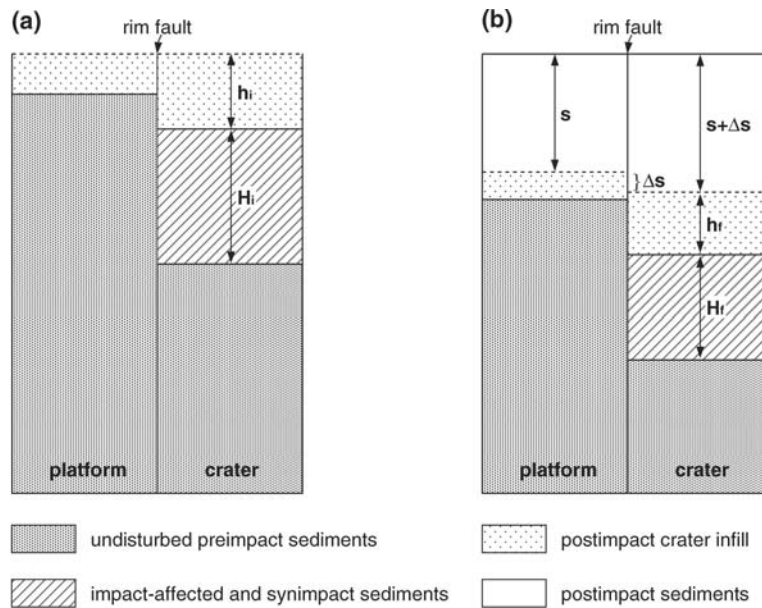 (a)
rim fault
hi
Hi
platform
crater
(b)
rim fault
s
s+Δs
} Δs
hf
Hf
platform
crater
undisturbed preimpact sediments
postimpact crater infill
impact-affected and synimpact sediments
postimpact sediments